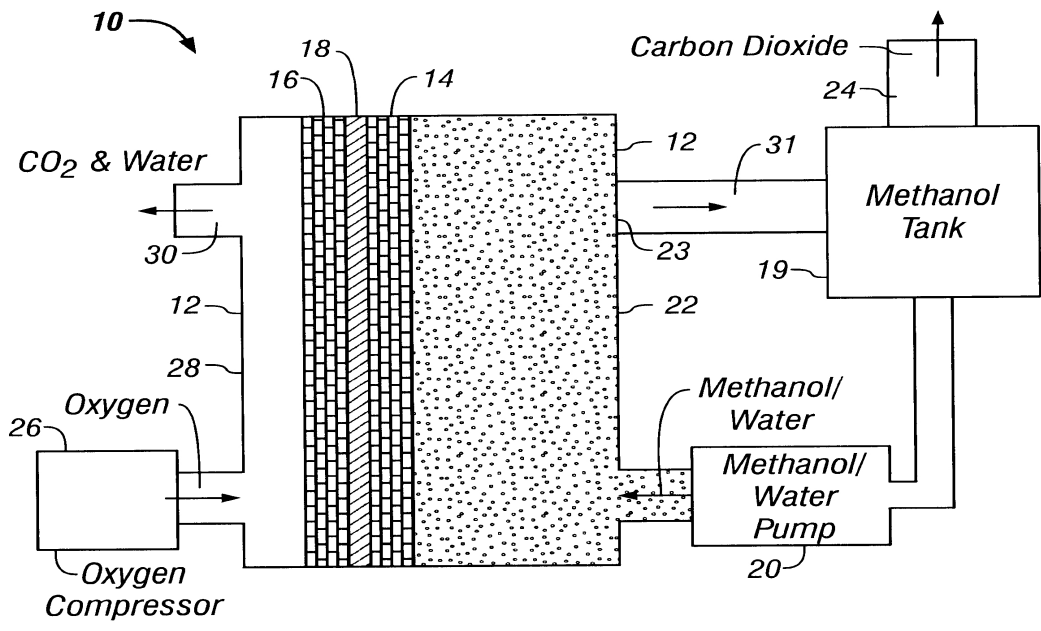 10
18
16
14
Carbon Dioxide
24
CO2 & Water
12
31
Methanol
Tank
30
23
19
12
22
28
Oxygen
Methanol/
Water
26
Methanol/
Water
Pump
20
Oxygen
Compressor